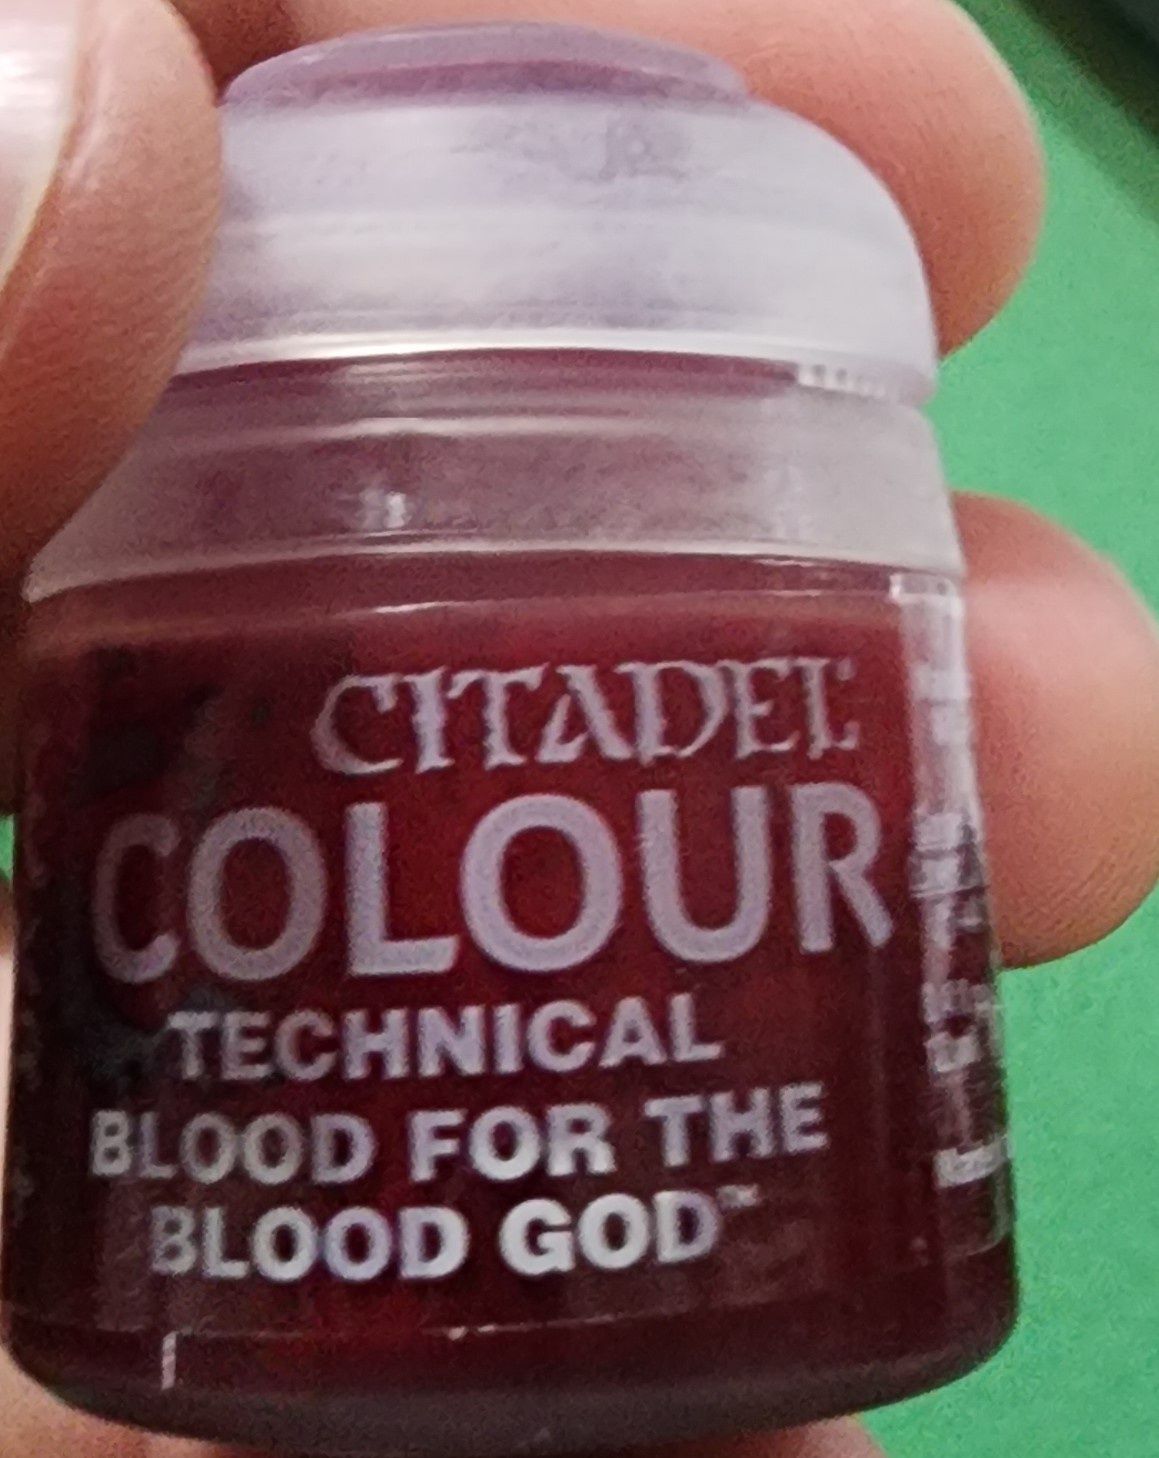 CITADEL
COLOUR
TECHNICAL
BLOOD FOR THE
BLOOD GOD™